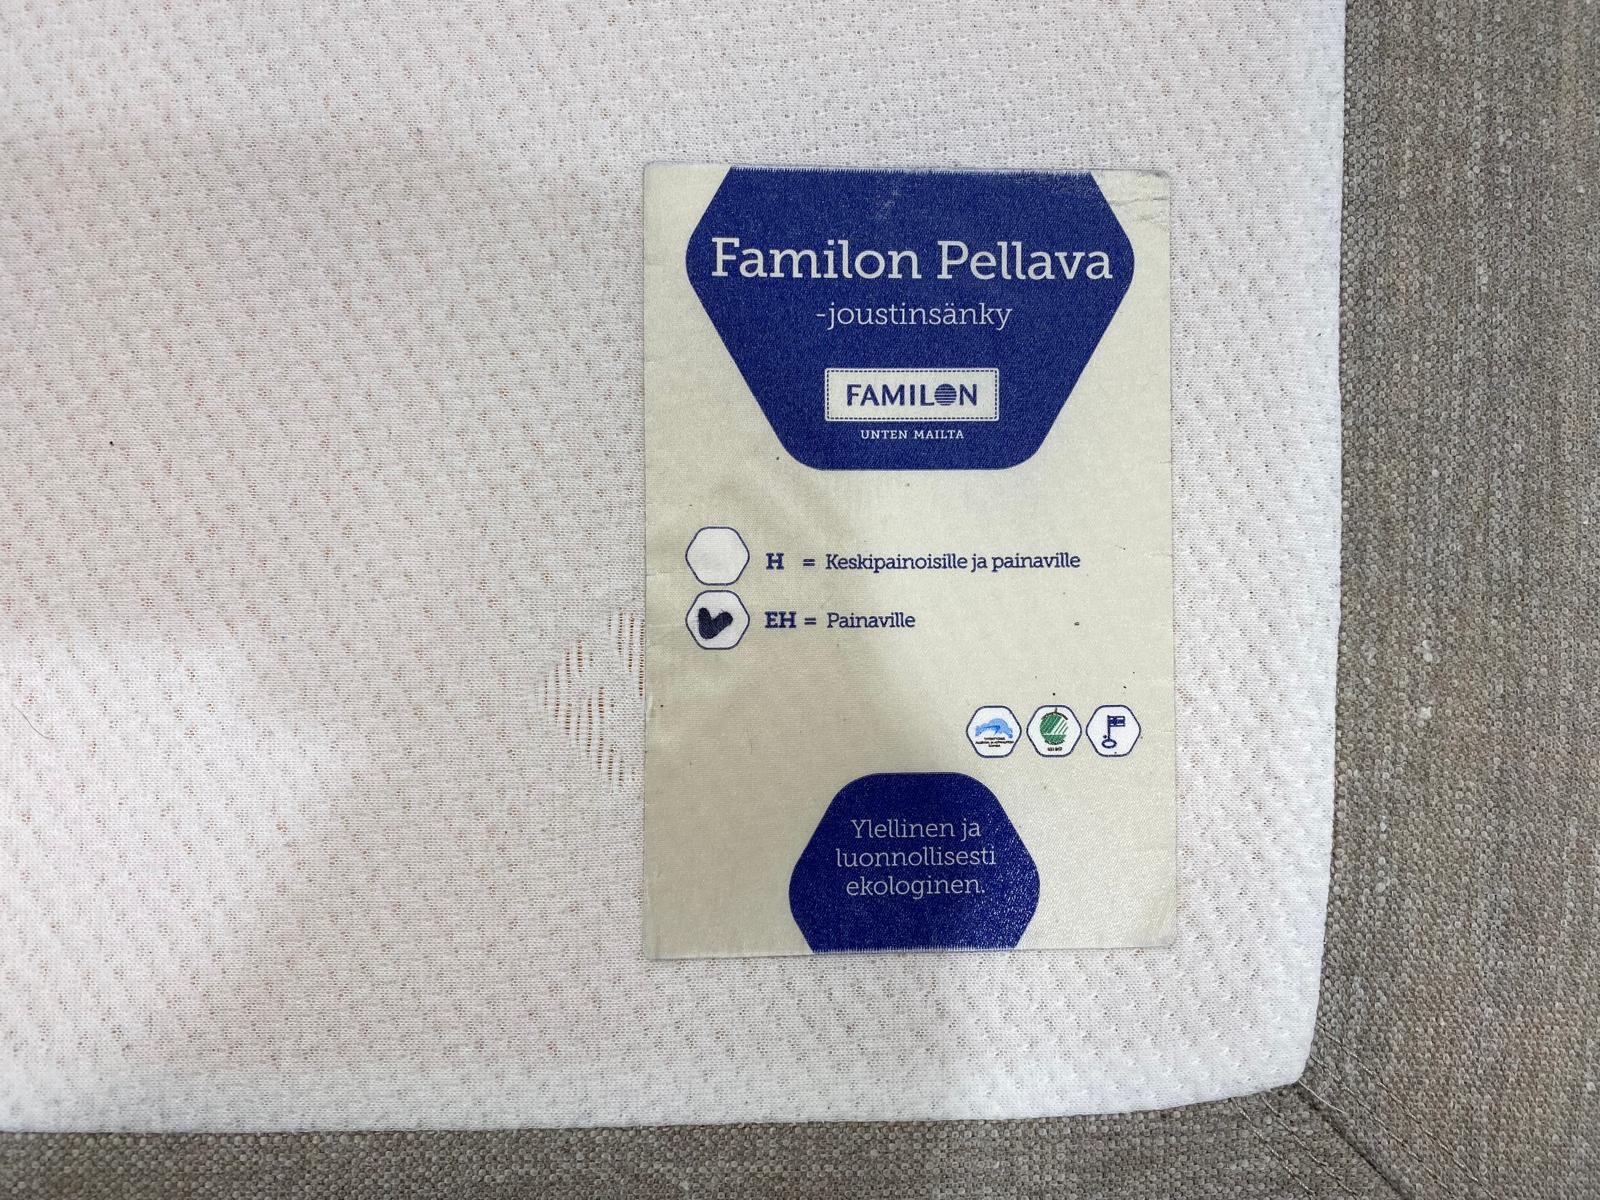 Familon Pellava
-joustinsänky
FAMILON
UNTEN MAILTA
H = Keskipainoisille ja painaville
EH = Painaville
Ylellinen ja
luonnollisesti
ekologinen.